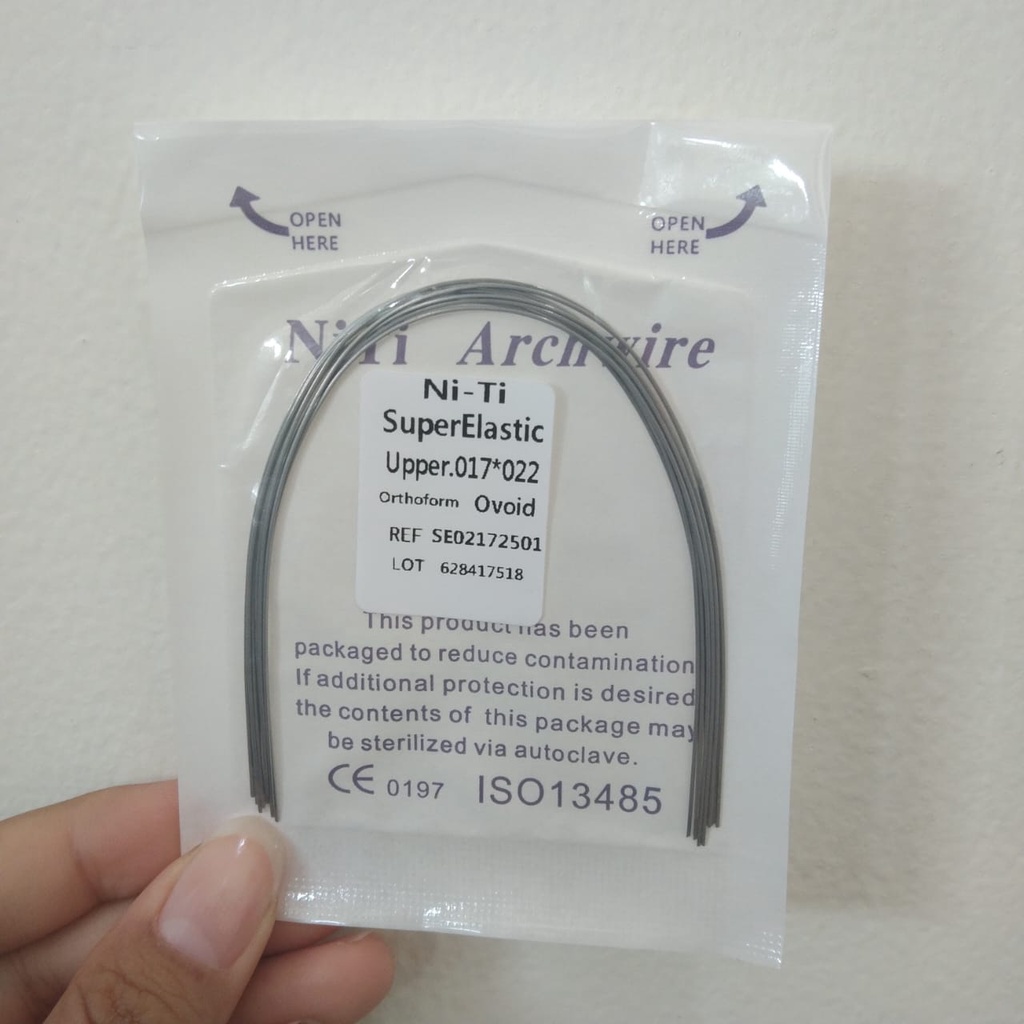 OPEN HERE
OPEN HERE
NiTi Archwire
Ni-Ti
SuperElastic
Upper.017*022
Orthoform Ovoid
REF SE02172501
LOT 628417518
This product has been
packaged to reduce contamination
If additional protection is desired
the contents of this package may
be sterilized via autoclave.
CE 0197 ISO13485